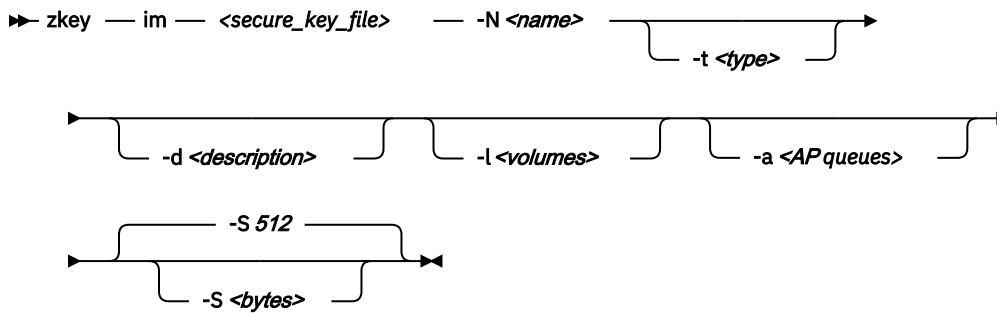 zkey im <secure_key_file> -N <name>
-t <type>
-d <description> -l <volumes> -a <AP queues>
-S 512
-S <bytes>